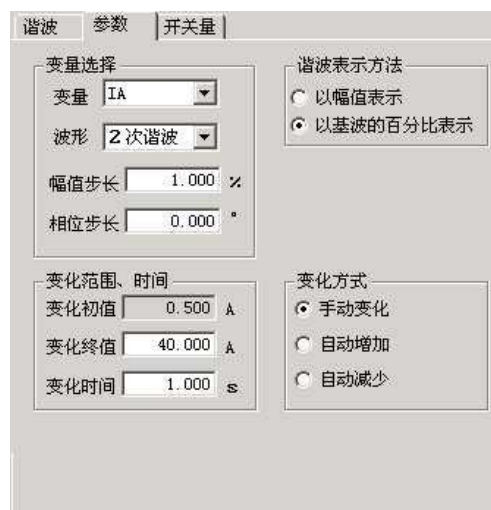 谐波 参数 开关量
变量选择
变量 IA
波形 2次谐波
幅值步长 1.000 %
相位步长 0.000 °
谐波表示方法
以幅值表示
以基波的百分比表示
变化范围、时间
变化初值 0.500 A
变化终值 40.000 A
变化时间 1.000 s
变化方式
手动变化
自动增加
自动减少